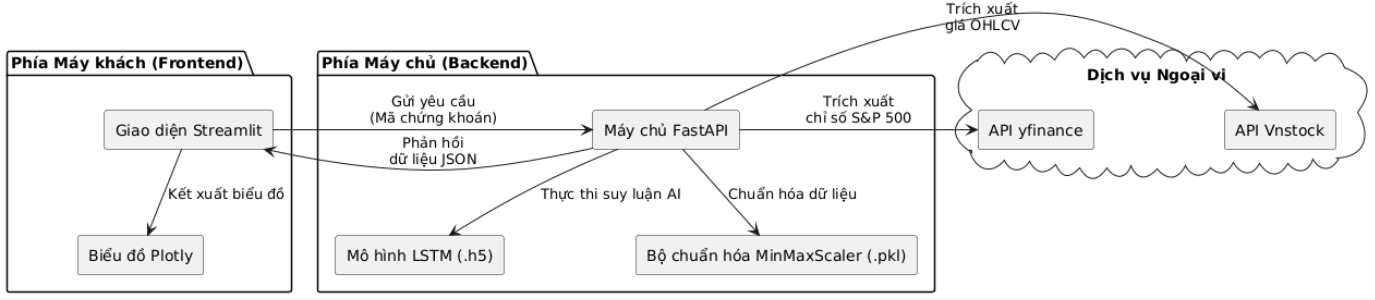 Trích xuất
giá OHLCV
Phía Máy khách (Frontend)
Phía Máy chủ (Backend)
Dịch vụ Ngoại vi
Gửi yêu cầu
(Mã chứng khoán)
Trích xuất
chỉ số S&P 500
Giao diện Streamlit
Máy chủ FastAPI
API yfinance
API Vnstock
Phản hồi
dữ liệu JSON
Kết xuất biểu đồ
Thực thi suy luận AI
Chuẩn hóa dữ liệu
Biểu đồ Plotly
Mô hình LSTM (.h5)
Bộ chuẩn hóa MinMaxScaler (.pkl)